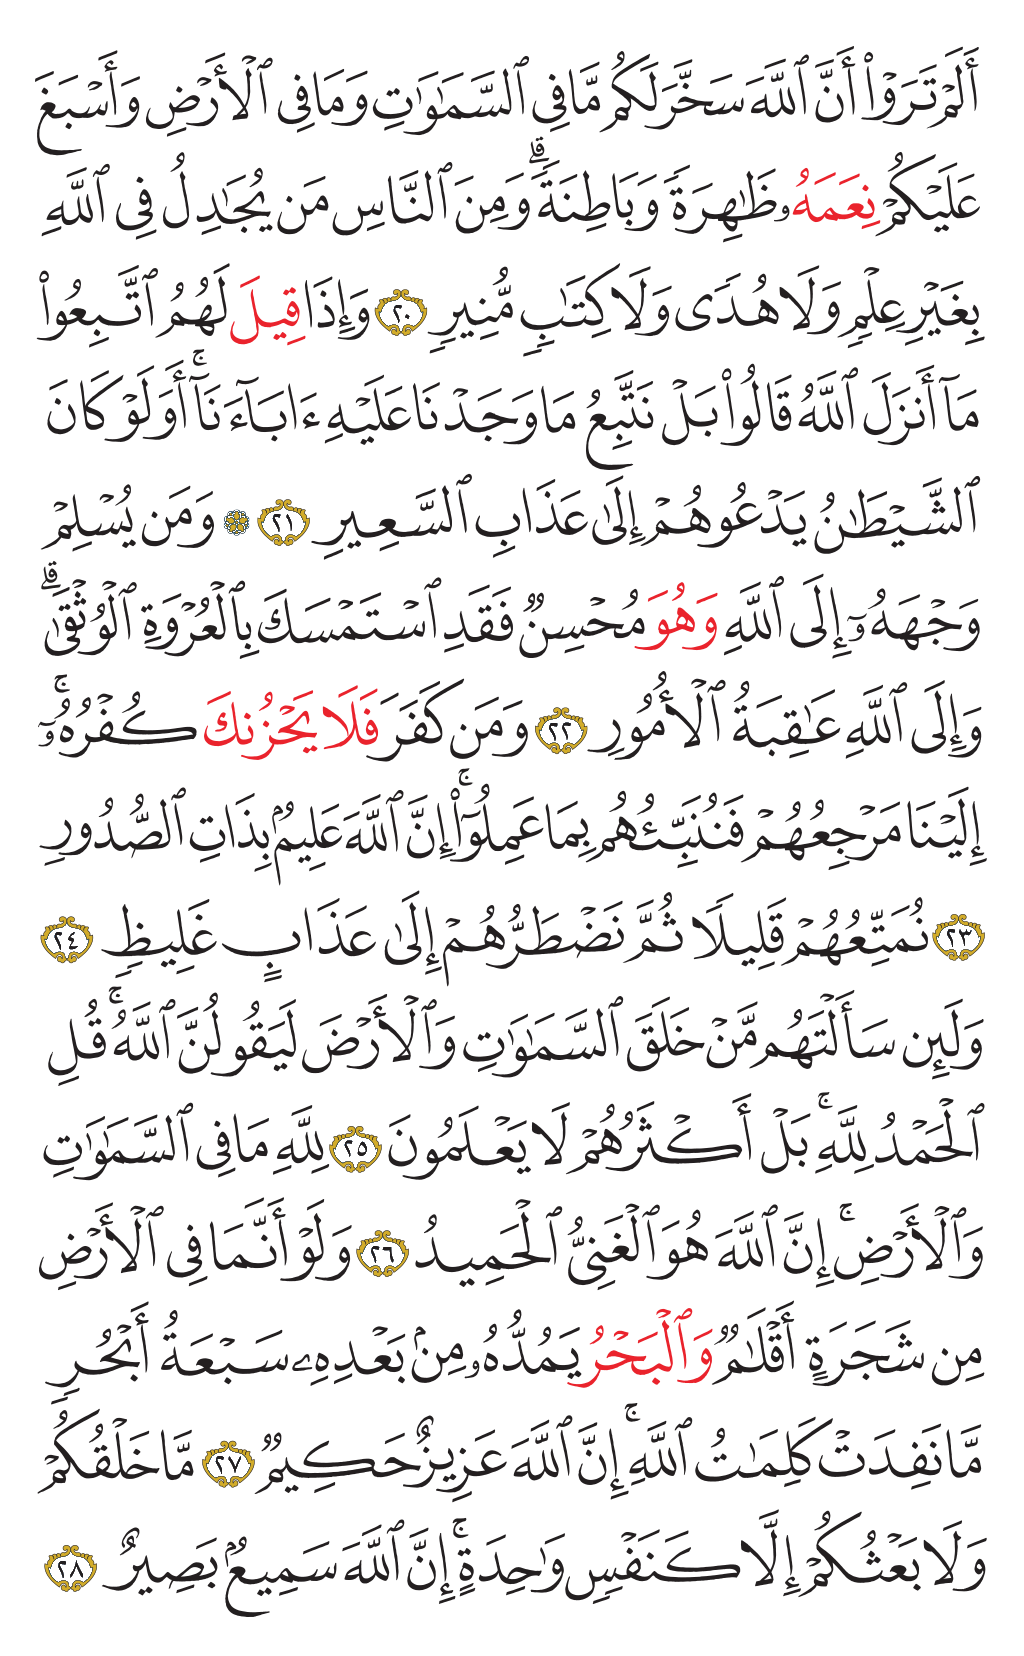 أَلَمۡ تَرَوۡاْ أَنَّ ٱللَّهَ سَخَّرَ لَكُم مَّا فِي ٱلسَّمَٰوَٰتِ وَمَا فِي ٱلۡأَرۡضِ وَأَسۡبَغَ
عَلَيۡكُمۡ نِعَمَهُۥ ظَٰهِرَةٗ وَبَاطِنَةٗۗ وَمِنَ ٱلنَّاسِ مَن يُجَٰدِلُ فِي ٱللَّهِ
بِغَيۡرِ عِلۡمٖ وَلَا هُدٗى وَلَا كِتَٰبٖ مُّنِيرٖ ٢٠ وَإِذَا قِيلَ لَهُمُ ٱتَّبِعُواْ
مَآ أَنزَلَ ٱللَّهُ قَالُواْ بَلۡ نَتَّبِعُ مَا وَجَدۡنَا عَلَيۡهِ ءَابَآءَنَآۚ أَوَلَوۡ كَانَ
ٱلشَّيۡطَٰنُ يَدۡعُوهُمۡ إِلَىٰ عَذَابِ ٱلسَّعِيرِ ٢١ ۞ وَمَن يُسۡلِمۡ
وَجۡهَهُۥٓ إِلَى ٱللَّهِ وَهُوَ مُحۡسِنٞ فَقَدِ ٱسۡتَمۡسَكَ بِٱلۡعُرۡوَةِ ٱلۡوُثۡقَىٰۗ
وَإِلَى ٱللَّهِ عَٰقِبَةُ ٱلۡأُمُورِ ٢٢ وَمَن كَفَرَ فَلَا يَحۡزُنكَ كُفۡرُهُۥٓۚ
إِلَيۡنَا مَرۡجِعُهُمۡ فَنُنَبِّئُهُم بِمَا عَمِلُوٓاْۚ إِنَّ ٱللَّهَ عَلِيمُۢ بِذَاتِ ٱلصُّدُورِ
٢٣ نُمَتِّعُهُمۡ قَلِيلٗا ثُمَّ نَضۡطَرُّهُمۡ إِلَىٰ عَذَابٍ غَلِيظٖ ٢٤
وَلَئِن سَأَلۡتَهُم مَّنۡ خَلَقَ ٱلسَّمَٰوَٰتِ وَٱلۡأَرۡضَ لَيَقُولُنَّ ٱللَّهُۚ قُلِ
ٱلۡحَمۡدُ لِلَّهِۚ بَلۡ أَكۡثَرُهُمۡ لَا يَعۡلَمُونَ ٢٥ لِلَّهِ مَا فِي ٱلسَّمَٰوَٰتِ
وَٱلۡأَرۡضِۚ إِنَّ ٱللَّهَ هُوَ ٱلۡغَنِيُّ ٱلۡحَمِيدُ ٢٦ وَلَوۡ أَنَّمَا فِي ٱلۡأَرۡضِ
مِن شَجَرَةٍ أَقۡلَٰمٞ وَٱلۡبَحۡرُ يَمُدُّهُۥ مِنۢ بَعۡدِهِۦ سَبۡعَةُ أَبۡحُرٖ
مَّا نَفِدَتۡ كَلِمَٰتُ ٱللَّهِۚ إِنَّ ٱللَّهَ عَزِيزٌ حَكِيمٞ ٢٧ مَّا خَلۡقُكُمۡ
وَلَا بَعۡثُكُمۡ إِلَّا كَنَفۡسٖ وَٰحِدَةٍۚ إِنَّ ٱللَّهَ سَمِيعُۢ بَصِيرٌ ٢٨